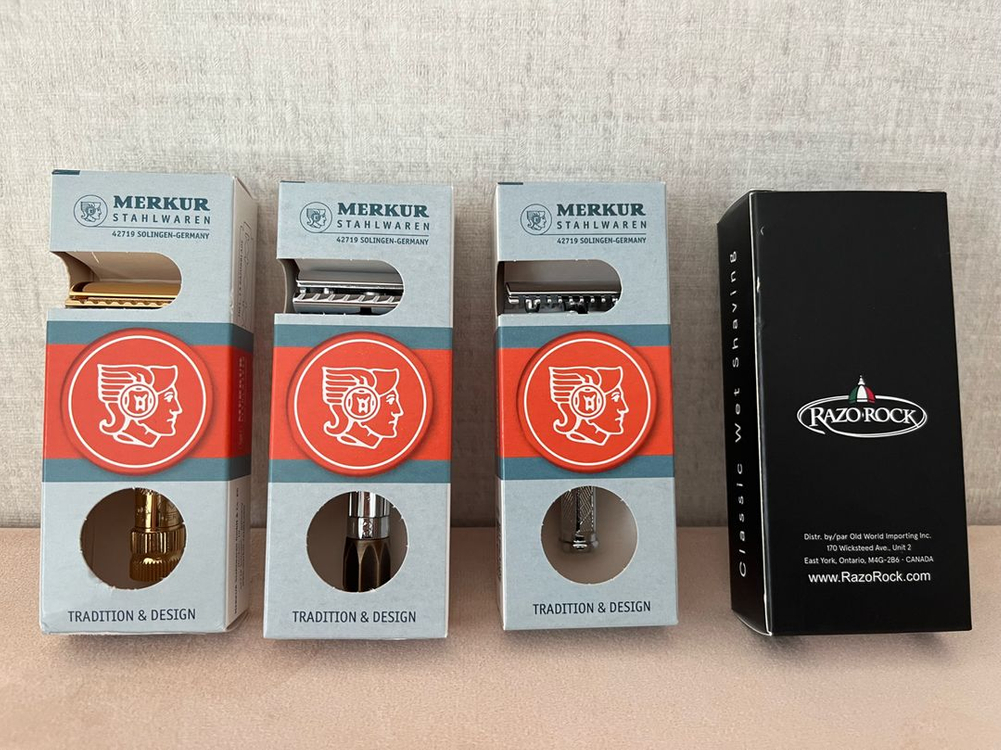 MERKUR
STAHLWAREN
42719 SOLINGEN-GERMANY
TRADITION & DESIGN
MERKUR
STAHLWAREN
42719 SOLINGEN-GERMANY
TRADITION & DESIGN
MERKUR
STAHLWAREN
42719 SOLINGEN-GERMANY
TRADITION & DESIGN
Classic Wet Shaving
RAZOROCK
Distr. by/par Old World Importing Inc.
170 Wicksteed Ave., Unit 2
East York, Ontario, M4G-2B6 - CANADA
www.RazoRock.com